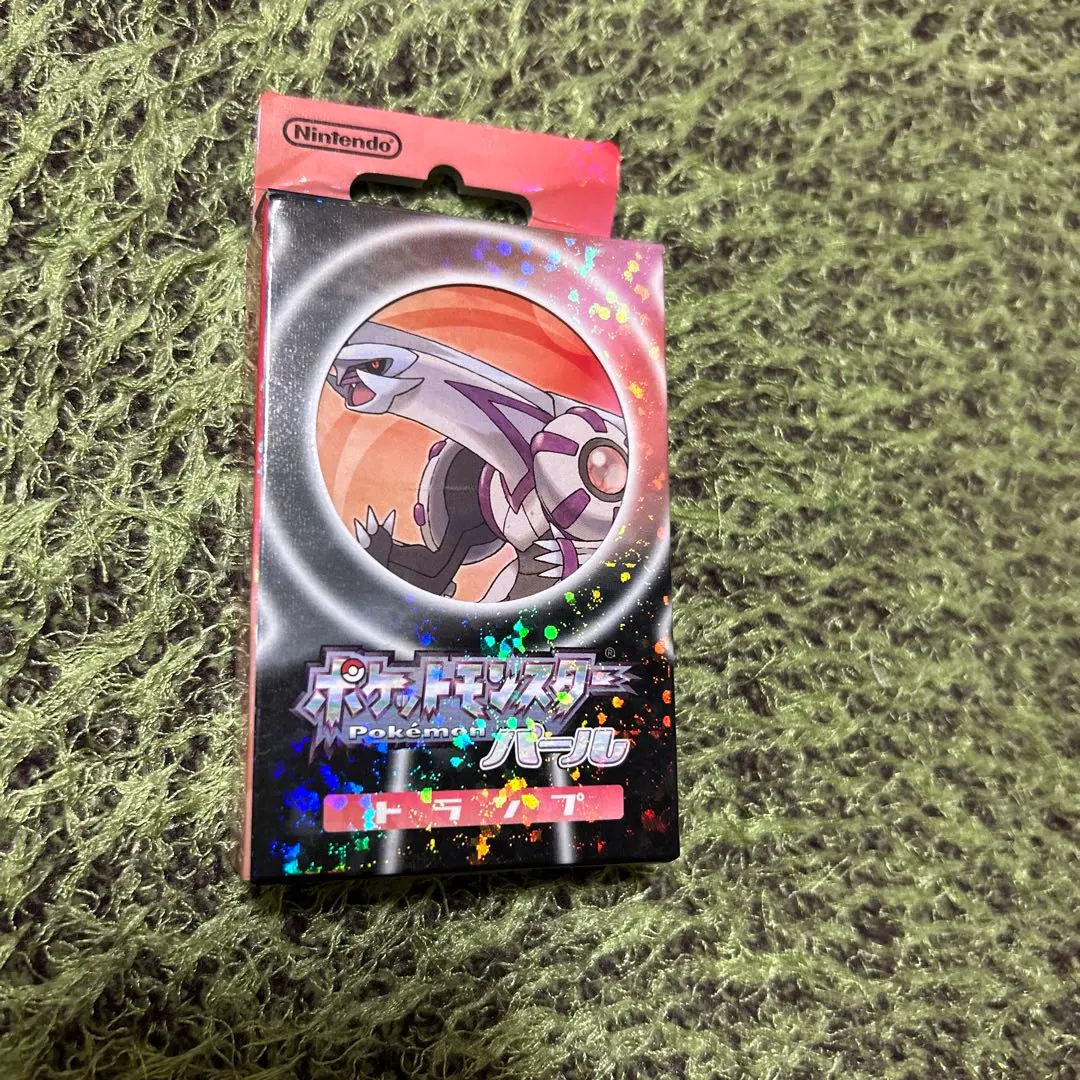 Nintendo®
ポケットモンスター®
Pokémon
パール
トランプ